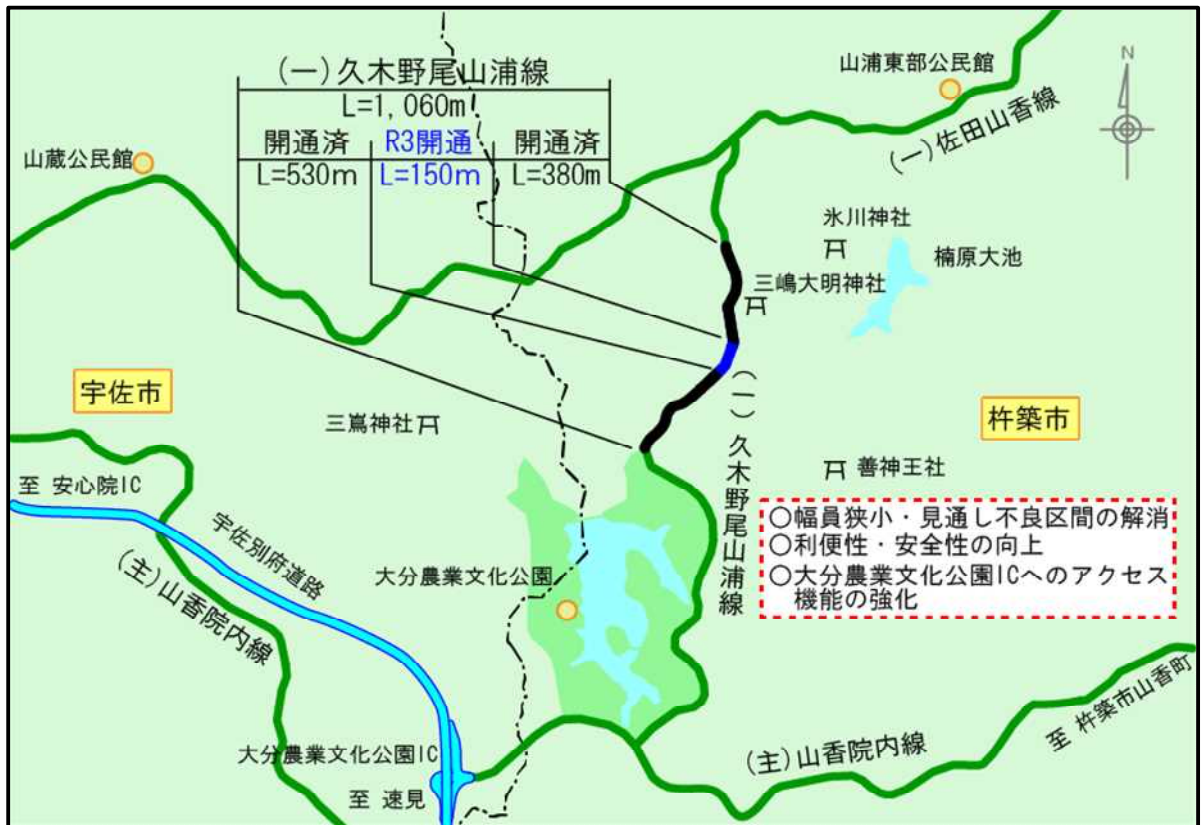 (一)久木野尾山浦線
L=1,060m
開通済
R3開通
開通済
L=530m
L=150m
L=380m
山浦東部公民館
N
(一)佐田山香線
山蔵公民館
氷川神社
楠原大池
三嶋大明神社
宇佐市
三嶌神社
(一)久木野尾山浦線
杵築市
善神王社
至 安心院IC
宇佐別府道路
(主)山香院内線
大分農業文化公園
○幅員狭小・見通し不良区間の解消
○利便性・安全性の向上
○大分農業文化公園ICへのアクセス
機能の強化
大分農業文化公園IC
至 速見
(主)山香院内線
至 杵築市山香町